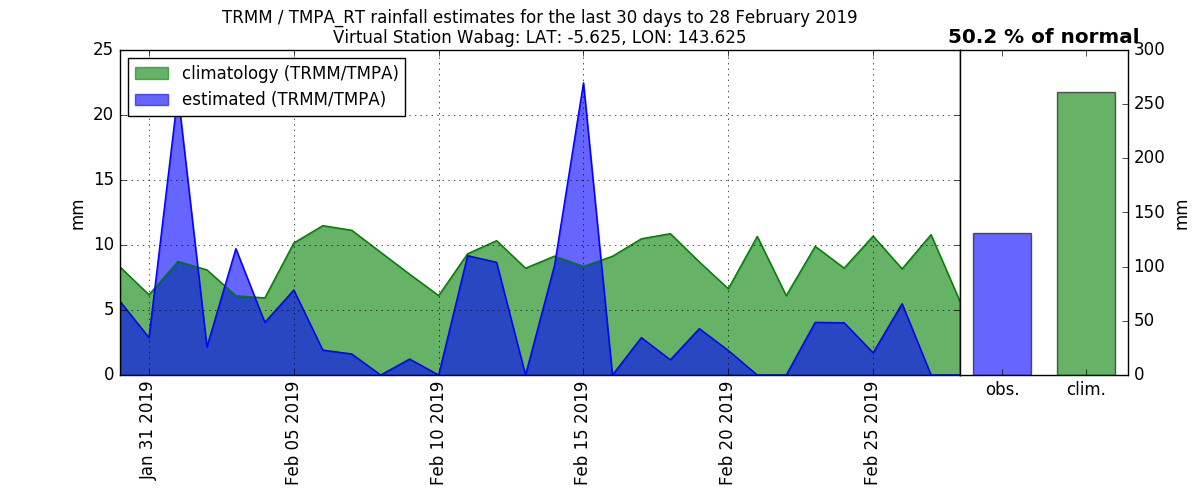 TRMM / TMPA_RT rainfall estimates for the last 30 days to 28 February 2019
Virtual Station Wabag: LAT: -5.625, LON: 143.625
50.2 % of normal
climatology (TRMM/TMPA)
estimated (TRMM/TMPA)
25
20
15
10
5
0
mm
Jan 31 2019
Feb 05 2019
Feb 10 2019
Feb 15 2019
Feb 20 2019
Feb 25 2019
obs.
clim.
300
250
200
150
100
50
0
mm